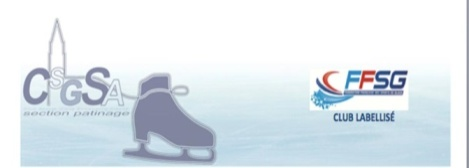 CSGSA
section patinage
FFSG
CLUB LABELLISÉ